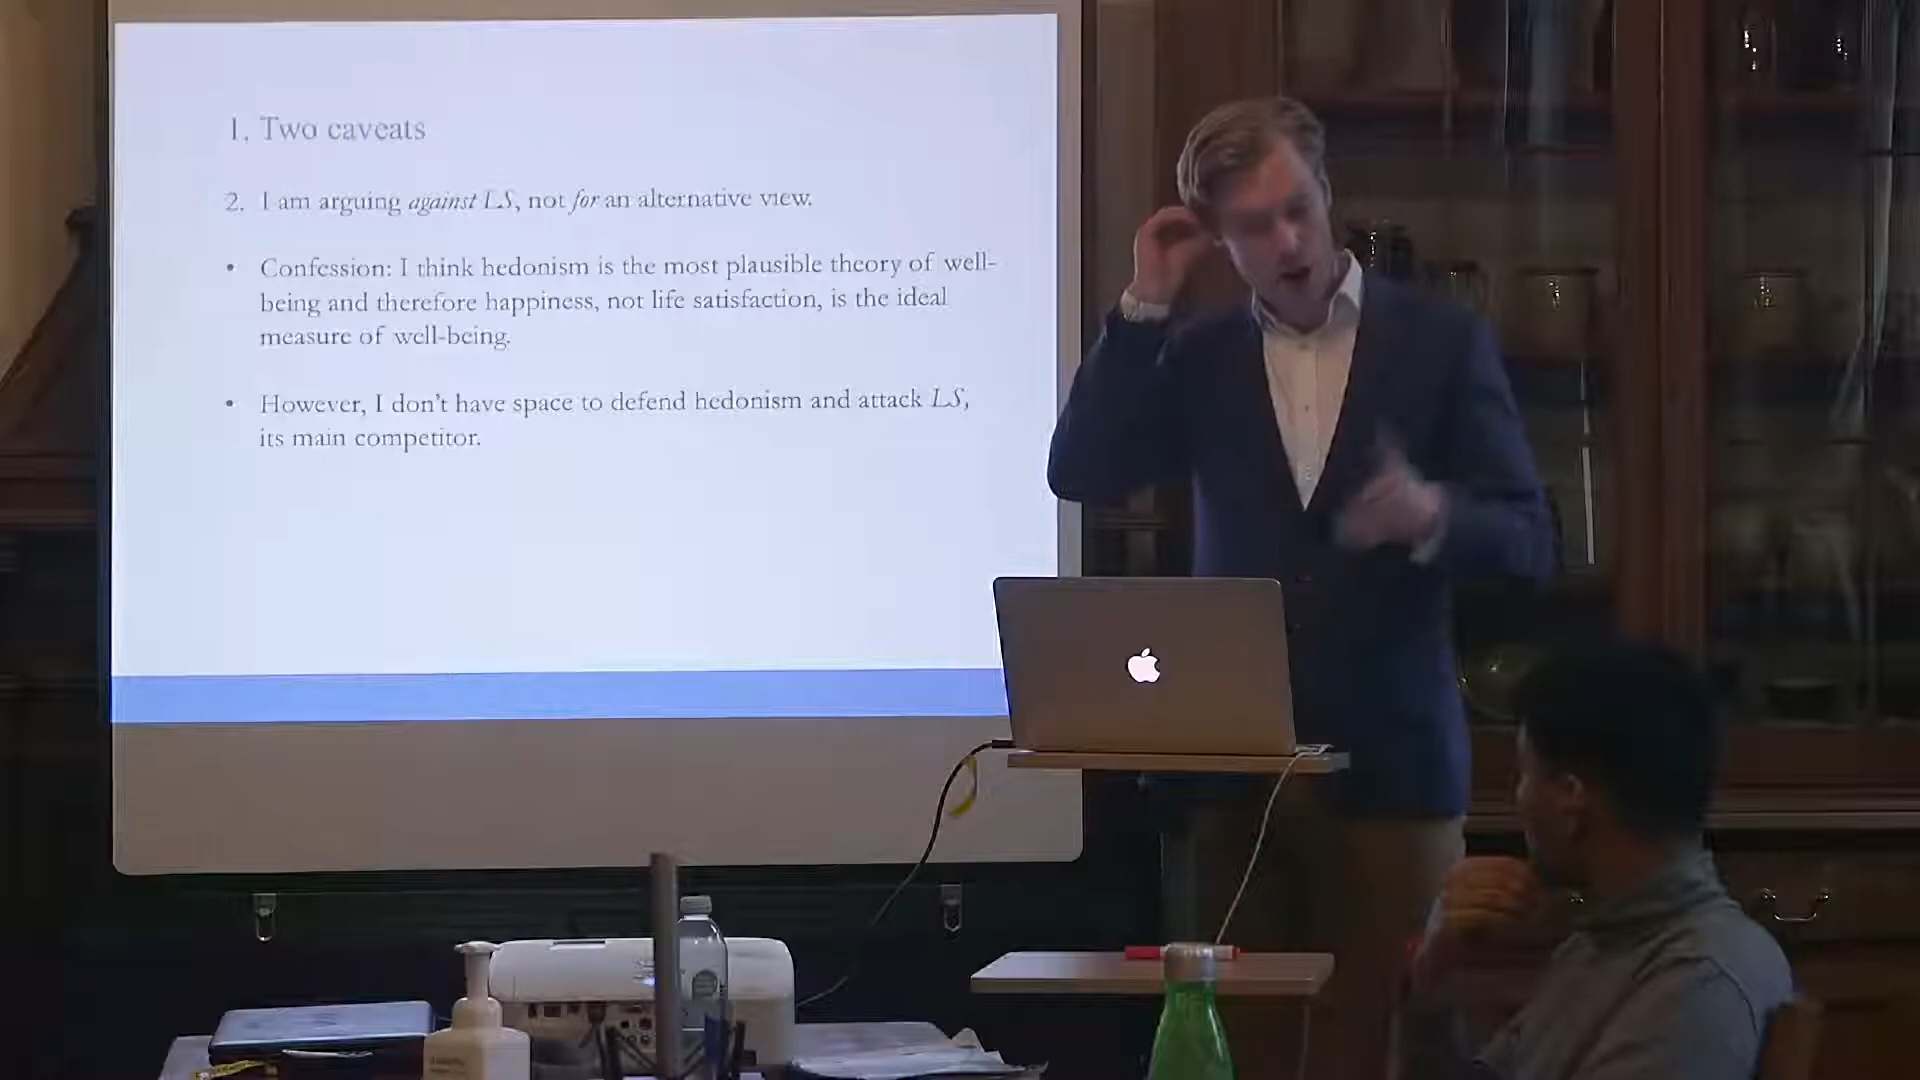 1. Two caveats
2. I am arguing against LS, not for an alternative view.
• Confession: I think hedonism is the most plausible theory of well-
being and therefore happiness, not life satisfaction, is the ideal
measure of well-being.
• However, I don't have space to defend hedonism and attack LS,
its main competitor.